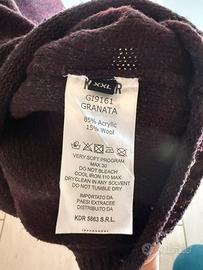 XXL
GI9161
GRANATA
85% Acrylic
15% Wool
VERY SOFT PROGRAM
MAX 30
DO NOT BLEACH
COOL IRON 110 MAX
DRYCLEAN IN ANY SOLVENT
DO NOT TUMBLE DRY
IMPORTATO DA
PAESI EXTRACEE
DISTRIBUTO DA
KDR 5863 S.R.L.